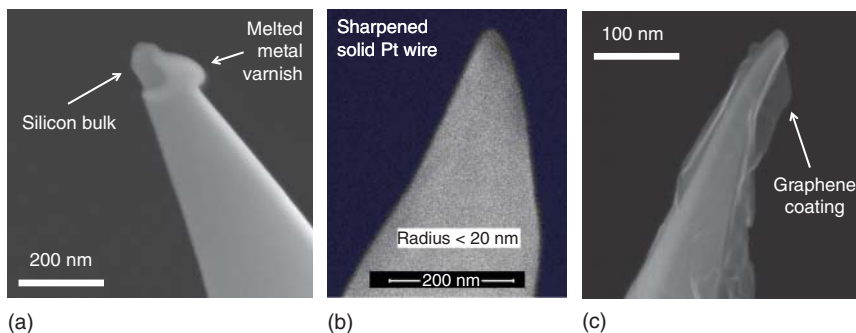 Melted
metal
varnish
Silicon bulk
200 nm
(a)
Sharpened
solid Pt wire
Radius < 20 nm
200 nm
(b)
100 nm
Graphene
coating
(c)